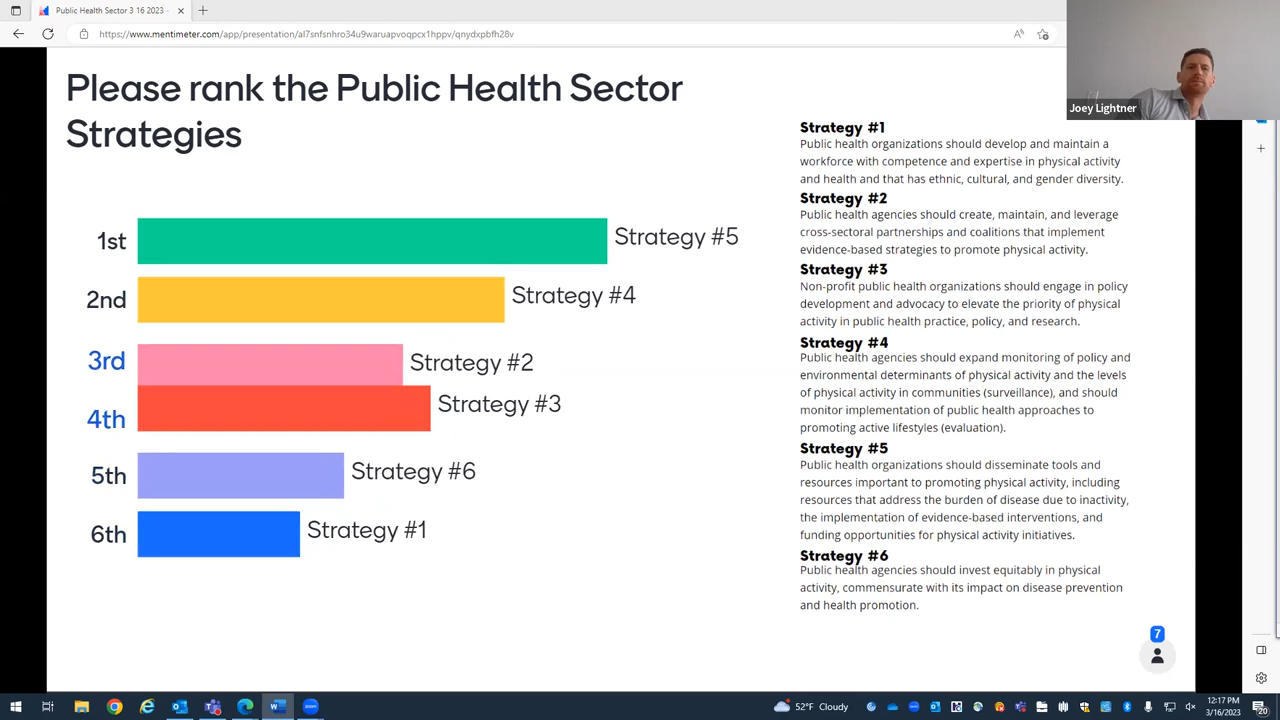 Public Health Sector 3 16 2023 -
https://www.mentimeter.com/app/presentation/al7snfsnhro34u9waruapvoqpcx1hppv/qnydxpbfh28v
Joey Lightner
Please rank the Public Health Sector
Strategies
1st
Strategy #5
2nd
Strategy #4
3rd
Strategy #2
4th
Strategy #3
5th
Strategy #6
6th
Strategy #1
Strategy #1
Public health organizations should develop and maintain a
workforce with competence and expertise in physical activity
and health and that has ethnic, cultural, and gender diversity.
Strategy #2
Public health agencies should create, maintain, and leverage
cross-sectoral partnerships and coalitions that implement
evidence-based strategies to promote physical activity.
Strategy #3
Non-profit public health organizations should engage in policy
development and advocacy to elevate the priority of physical
activity in public health practice, policy, and research.
Strategy #4
Public health agencies should expand monitoring of policy and
environmental determinants of physical activity and the levels
of physical activity in communities (surveillance), and should
monitor implementation of public health approaches to
promoting active lifestyles (evaluation).
Strategy #5
Public health organizations should disseminate tools and
resources important to promoting physical activity, including
resources that address the burden of disease due to inactivity,
the implementation of evidence-based interventions, and
funding opportunities for physical activity initiatives.
Strategy #6
Public health agencies should invest equitably in physical
activity, commensurate with its impact on disease prevention
and health promotion.
7
52°F Cloudy
12:17 PM
3/16/2023
20